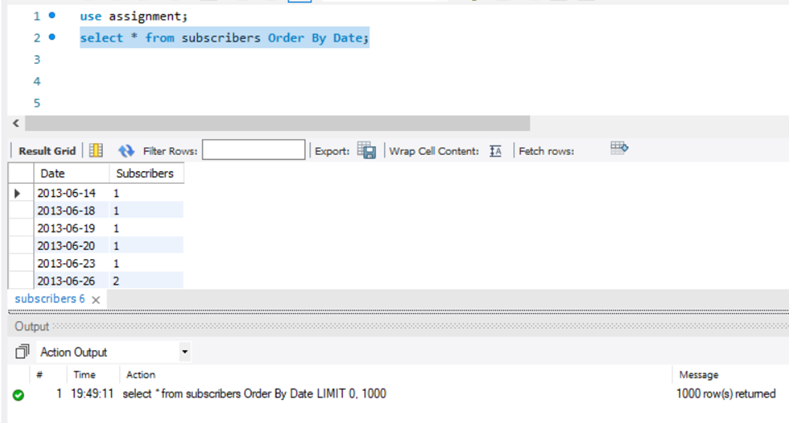 1 use assignment;
2 select * from subscribers Order By Date;
3
4
5
Result Grid Filter Rows: Export: Wrap Cell Content: Fetch rows:
Date Subscribers
2013-06-14 1
2013-06-18 1
2013-06-19 1
2013-06-20 1
2013-06-23 1
2013-06-26 2
subscribers 6
Output
Action Output
# Time Action Message
1 19:49:11 select * from subscribers Order By Date LIMIT 0, 1000 1000 row(s) returned